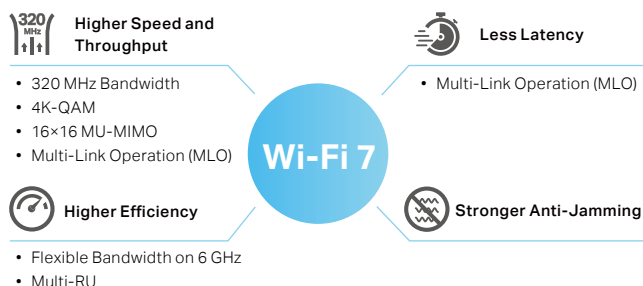 320
MHz
Higher Speed and
Throughput
• 320 MHz Bandwidth
• 4K-QAM
• 16×16 MU-MIMO
• Multi-Link Operation (MLO)
Less Latency
• Multi-Link Operation (MLO)
Wi-Fi 7
Higher Efficiency
• Flexible Bandwidth on 6 GHz
• Multi-RU
Stronger Anti-Jamming